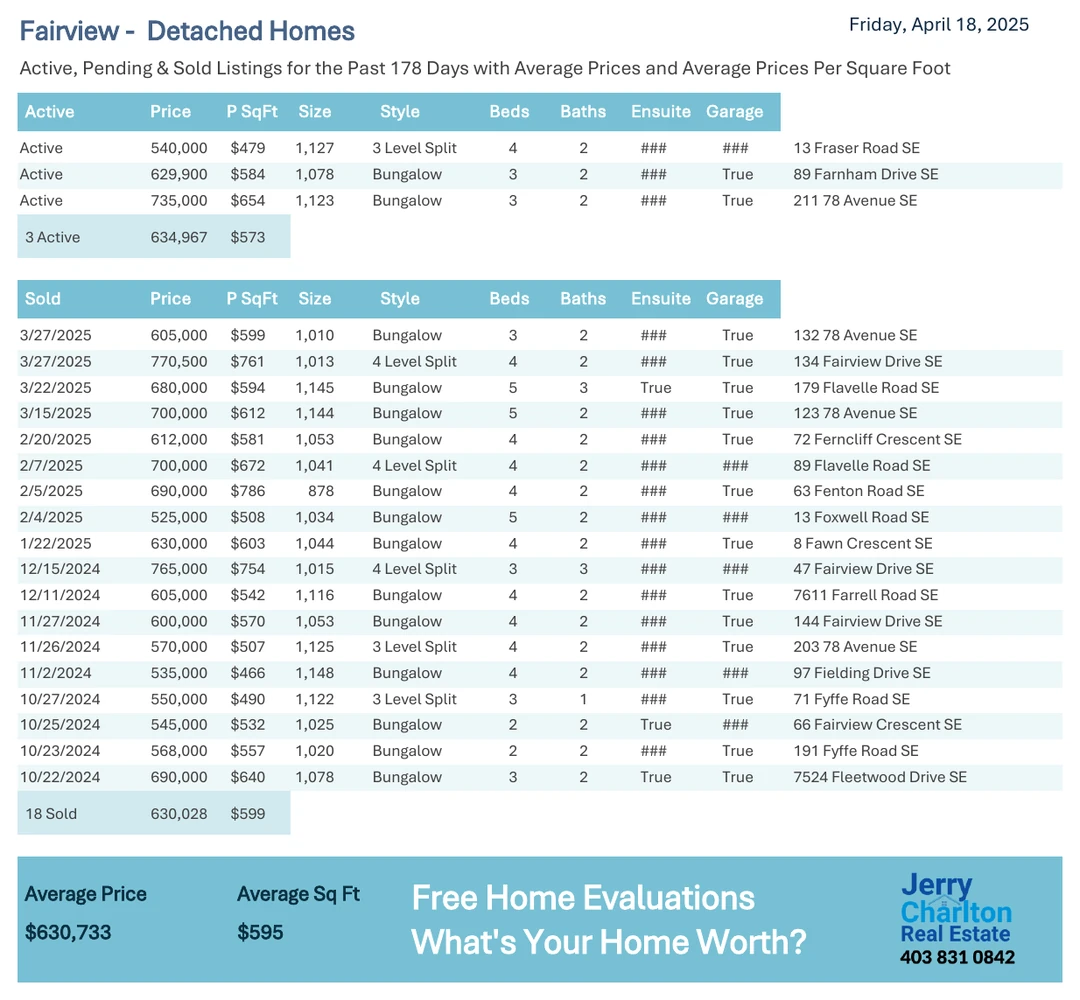 Fairview - Detached Homes
Friday, April 18, 2025
Active, Pending & Sold Listings for the Past 178 Days with Average Prices and Average Prices Per Square Foot
Active Price P SqFt Size Style Beds Baths Ensuite Garage
Active 540,000 $479 1,127 3 Level Split 4 2 ### ### 13 Fraser Road SE
Active 629,900 $584 1,078 Bungalow 3 2 ### True 89 Farnham Drive SE
Active 735,000 $654 1,123 Bungalow 3 2 ### True 211 78 Avenue SE
3 Active 634,967 $573
Sold Price P SqFt Size Style Beds Baths Ensuite Garage
3/27/2025 605,000 $599 1,010 Bungalow 3 2 ### True 132 78 Avenue SE
3/27/2025 770,500 $761 1,013 4 Level Split 4 2 ### True 134 Fairview Drive SE
3/22/2025 680,000 $594 1,145 Bungalow 5 3 True True 179 Flavelle Road SE
3/15/2025 700,000 $612 1,144 Bungalow 5 2 ### True 123 78 Avenue SE
2/20/2025 612,000 $581 1,053 Bungalow 4 2 ### True 72 Ferncliff Crescent SE
2/7/2025 700,000 $672 1,041 4 Level Split 4 2 ### ### 89 Flavelle Road SE
2/5/2025 690,000 $786 878 Bungalow 4 2 ### True 63 Fenton Road SE
2/4/2025 525,000 $508 1,034 Bungalow 5 2 ### ### 13 Foxwell Road SE
1/22/2025 630,000 $603 1,044 Bungalow 4 2 ### True 8 Fawn Crescent SE
12/15/2024 765,000 $754 1,015 4 Level Split 3 3 ### ### 47 Fairview Drive SE
12/11/2024 605,000 $542 1,116 Bungalow 4 2 ### True 7611 Farrell Road SE
11/27/2024 600,000 $570 1,053 Bungalow 4 2 ### True 144 Fairview Drive SE
11/26/2024 570,000 $507 1,125 3 Level Split 4 2 ### True 203 78 Avenue SE
11/2/2024 535,000 $466 1,148 Bungalow 4 2 ### ### 97 Fielding Drive SE
10/27/2024 550,000 $490 1,122 3 Level Split 3 1 ### True 71 Fyffe Road SE
10/25/2024 545,000 $532 1,025 Bungalow 2 2 True ### 66 Fairview Crescent SE
10/23/2024 568,000 $557 1,020 Bungalow 2 2 ### True 191 Fyffe Road SE
10/22/2024 690,000 $640 1,078 Bungalow 3 2 True True 7524 Fleetwood Drive SE
18 Sold 630,028 $599
Average Price Average Sq Ft
$630,733 $595
Free Home Evaluations
What's Your Home Worth?
Jerry
Charlton
Real Estate
403 831 0842